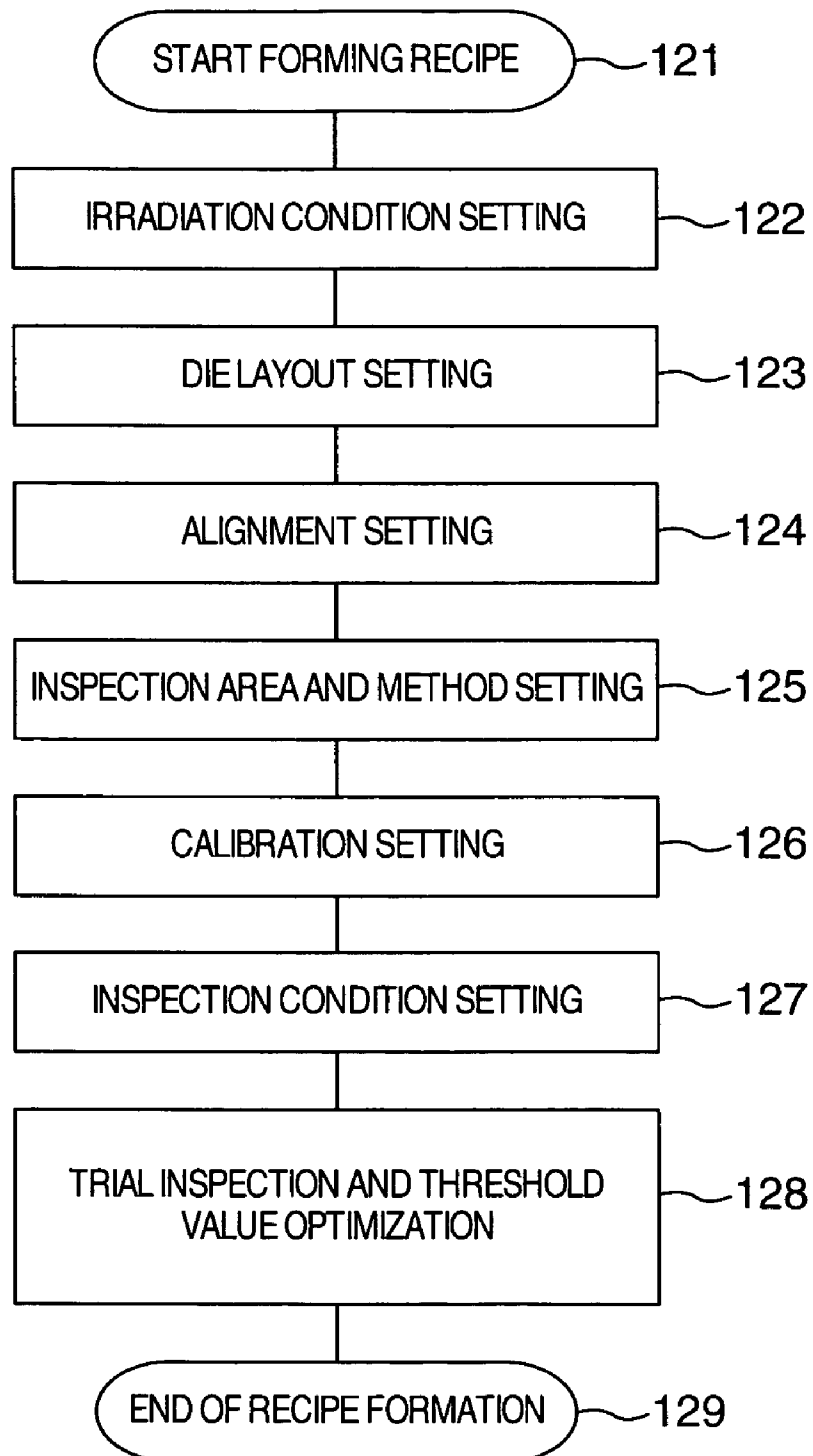 START FORMING RECIPE 121
IRRADIATION CONDITION SETTING 122
DIE LAYOUT SETTING 123
ALIGNMENT SETTING 124
INSPECTION AREA AND METHOD SETTING 125
CALIBRATION SETTING 126
INSPECTION CONDITION SETTING 127
TRIAL INSPECTION AND THRESHOLD
VALUE OPTIMIZATION 128
END OF RECIPE FORMATION 129